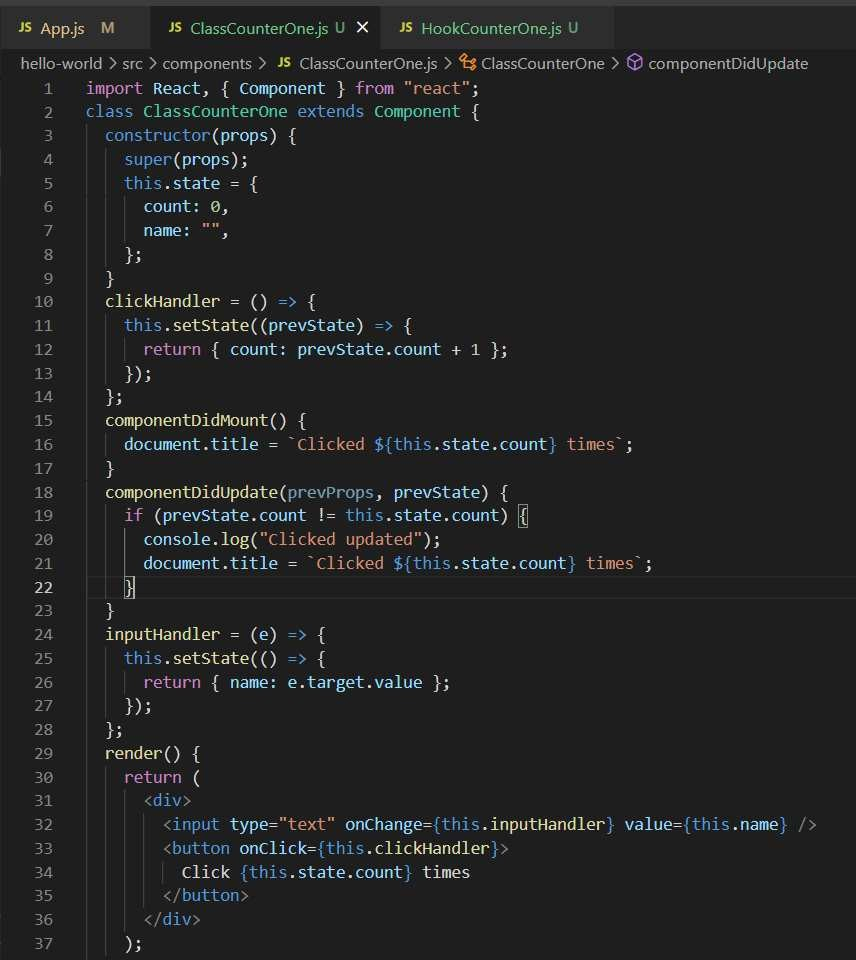 JS App.js M JS ClassCounterOne.js U × JS HookCounterOne.js U
hello-world > src > components > JS ClassCounterOne.js > ClassCounterOne > componentDidUpdate
1 import React, { Component } from "react";
2 class ClassCounterOne extends Component {
3 constructor(props) {
4 super(props);
5 this.state = {
6 count: 0,
7 name: "",
8 };
9 }
10 clickHandler = () => {
11 this.setState((prevState) => {
12 return { count: prevState.count + 1 };
13 });
14 };
15 componentDidMount() {
16 document.title = `Clicked ${this.state.count} times`;
17 }
18 componentDidUpdate(prevProps, prevState) {
19 if (prevState.count != this.state.count) {
20 console.log("Clicked updated");
21 document.title = `Clicked ${this.state.count} times`;
22 }
23 }
24 inputHandler = (e) => {
25 this.setState(() => {
26 return { name: e.target.value };
27 });
28 };
29 render() {
30 return (
31 <div>
32 <input type="text" onChange={this.inputHandler} value={this.name} />
33 <button onClick={this.clickHandler}>
34 Click {this.state.count} times
35 </button>
36 </div>
37 );